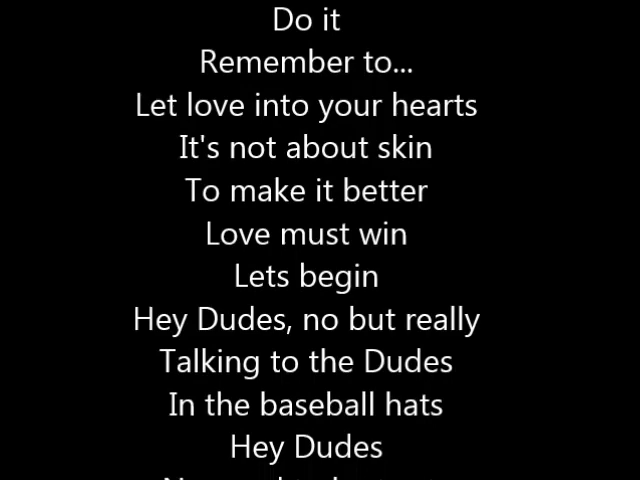 Do it
Remember to...
Let love into your hearts
It's not about skin
To make it better
Love must win
Lets begin
Hey Dudes, no but really
Talking to the Dudes
In the baseball hats
Hey Dudes